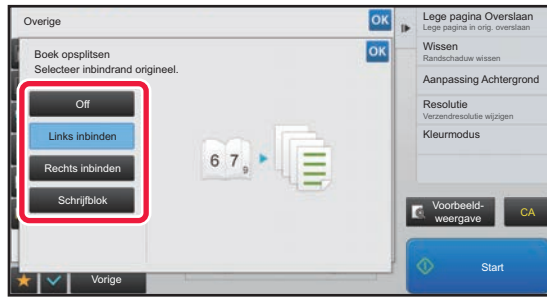 Overige
OK
Boek opsplitsen
Selecteer inbindrand origineel.
OK
Off
Links inbinden
Rechts inbinden
Schrijfblok
6 7 9
Vorige
Lege pagina Overslaan
Lege pagina in orig. overslaan
Wissen
Randschaduw wissen
Aanpassing Achtergrond
Resolutie
Verzendresolutie wijzigen
Kleurmodus
Voorbeeld-
weergave
CA
Start